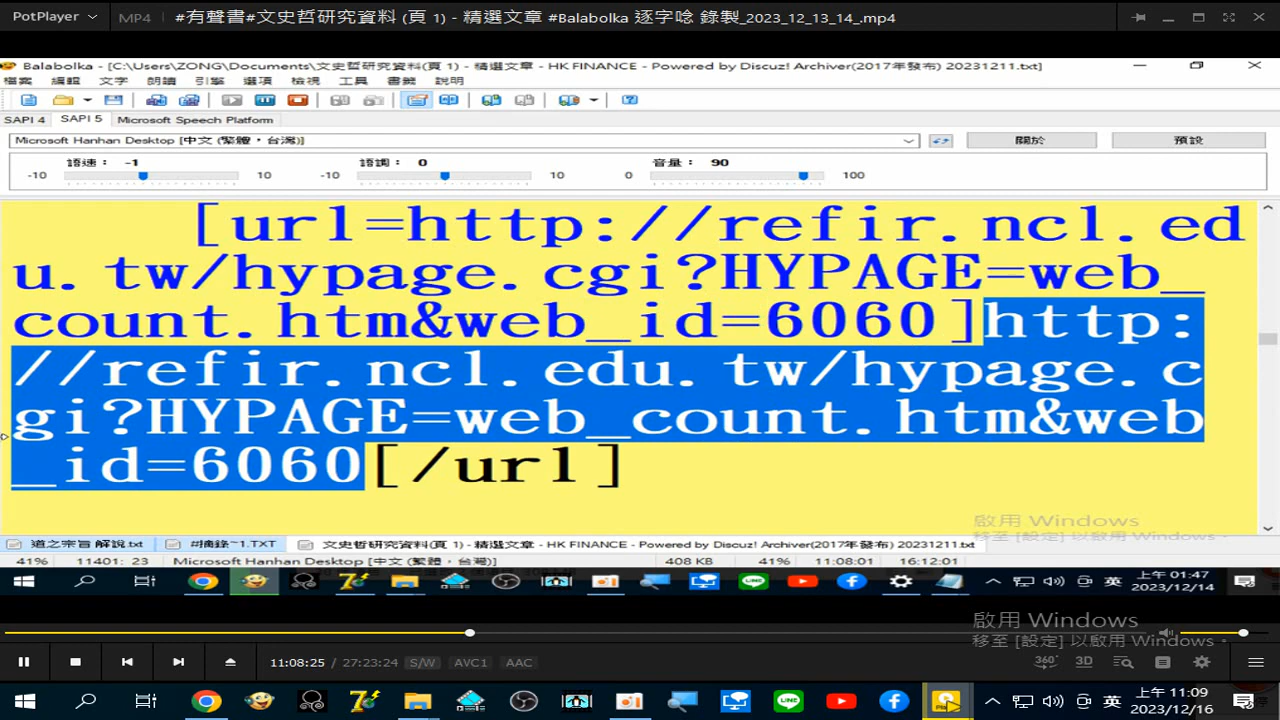 PotPlayer MP4 #有聲書#文史哲研究資料 (頁 1) - 精選文章 #Balabolka 逐字唸 錄製_2023_12_13_14_.mp4
Balabolka - [C:\Users\ZONG\Documents\文史哲研究資料(頁 1) - 精選文章 - HK FINANCE - Powered by Discuz! Archiver(2017年發布) 20231211.txt]
檔案 編輯 文字 朗讀 引擎 選項 檢視 工具 書籤 說明
SAPI 4 SAPI 5 Microsoft Speech Platform
Microsoft Hanhan Desktop [中文 (繁體，台灣)] 關於 預設
語速： -1 語調： 0 音量： 90
-10 10 -10 10 0 100
[url=http://refir.ncl.ed
u.tw/hypage.cgi?HYPAGE=web_
count.htm&web_id=6060]http:
//refir.ncl.edu.tw/hypage.c
gi?HYPAGE=web_count.htm&web
_id=6060[/url]
啟用 Windows
移至 [設定] 以啟用 Windows。
道之宗旨 解說.txt #摘錄~1.TXT 文史哲研究資料(頁 1) - 精選文章 - HK FINANCE - Powered by Discuz! Archiver(2017年發布) 20231211.txt
41% 11401: 23 Microsoft Hanhan Desktop [中文 (繁體，台灣)] 408 KB 41% 11:08:01 16:12:01
英 上午 01:47
2023/12/14
啟用 Windows
移至 [設定] 以啟用 Windows。
11:08:25 / 27:23:24 S/W AVC1 AAC 360° 3D
英 上午 11:09
2023/12/16